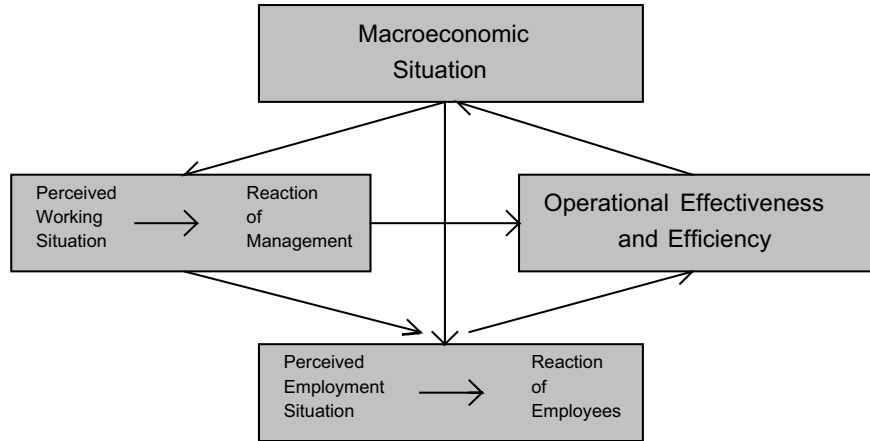 Macroeconomic
Situation
Perceived
Working
Situation
Reaction
of
Management
Operational Effectiveness
and Efficiency
Perceived
Employment
Situation
Reaction
of
Employees